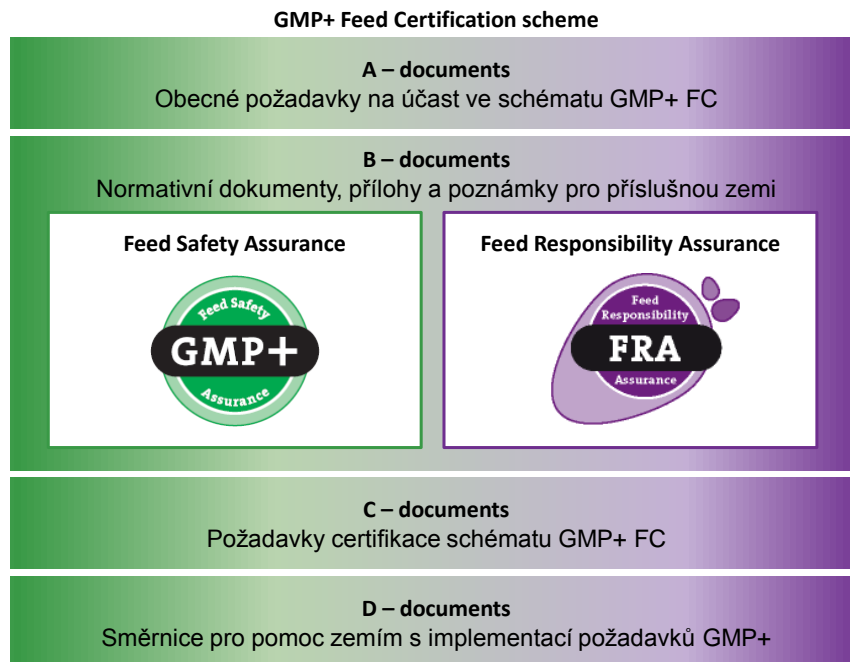 GMP+ Feed Certification scheme
A – documents
Obecné požadavky na účast ve schématu GMP+ FC
B – documents
Normativní dokumenty, přílohy a poznámky pro příslušnou zemi
Feed Safety Assurance
Feed Safety
GMP+
Assurance
Feed Responsibility Assurance
Feed
Responsibility
FRA
Assurance
C – documents
Požadavky certifikace schématu GMP+ FC
D – documents
Směrnice pro pomoc zemím s implementací požadavků GMP+